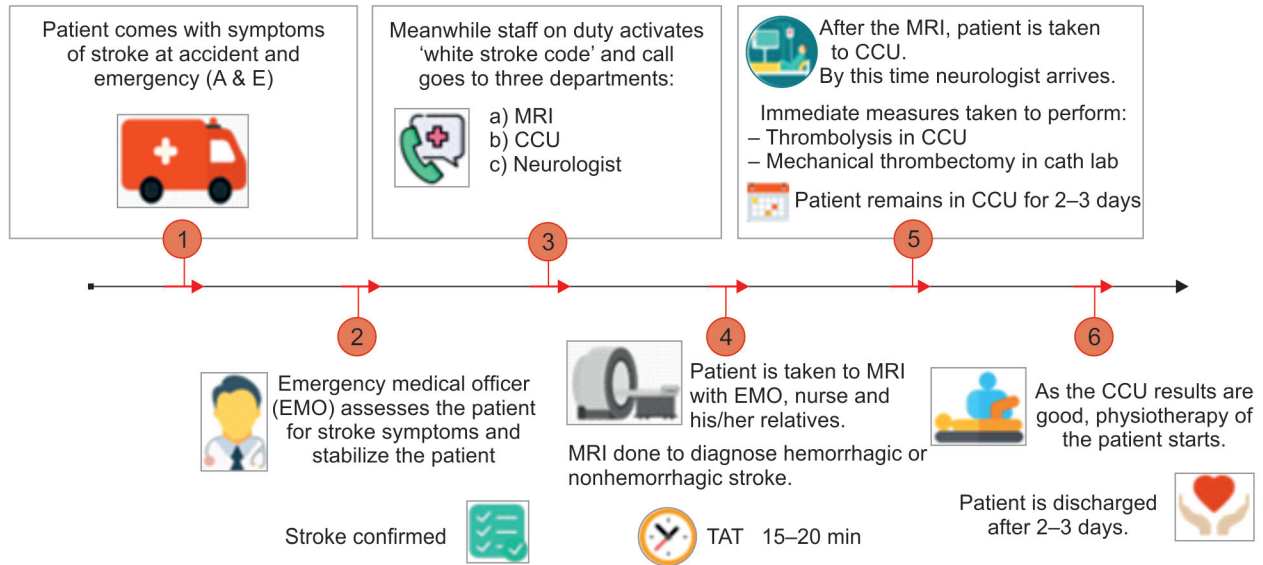 Patient comes with symptoms
of stroke at accident and
emergency (A & E)
1
2
Emergency medical officer
(EMO) assesses the patient
for stroke symptoms and
stabilize the patient
Stroke confirmed
Meanwhile staff on duty activates
‘white stroke code’ and call
goes to three departments:
a) MRI
b) CCU
c) Neurologist
3
4
Patient is taken to MRI
with EMO, nurse and
his/her relatives.
MRI done to diagnose hemorrhagic or
nonhemorrhagic stroke.
TAT 15–20 min
After the MRI, patient is taken
to CCU.
By this time neurologist arrives.
Immediate measures taken to perform:
– Thrombolysis in CCU
– Mechanical thrombectomy in cath lab
Patient remains in CCU for 2–3 days
5
6
As the CCU results are
good, physiotherapy of
the patient starts.
Patient is discharged
after 2–3 days.